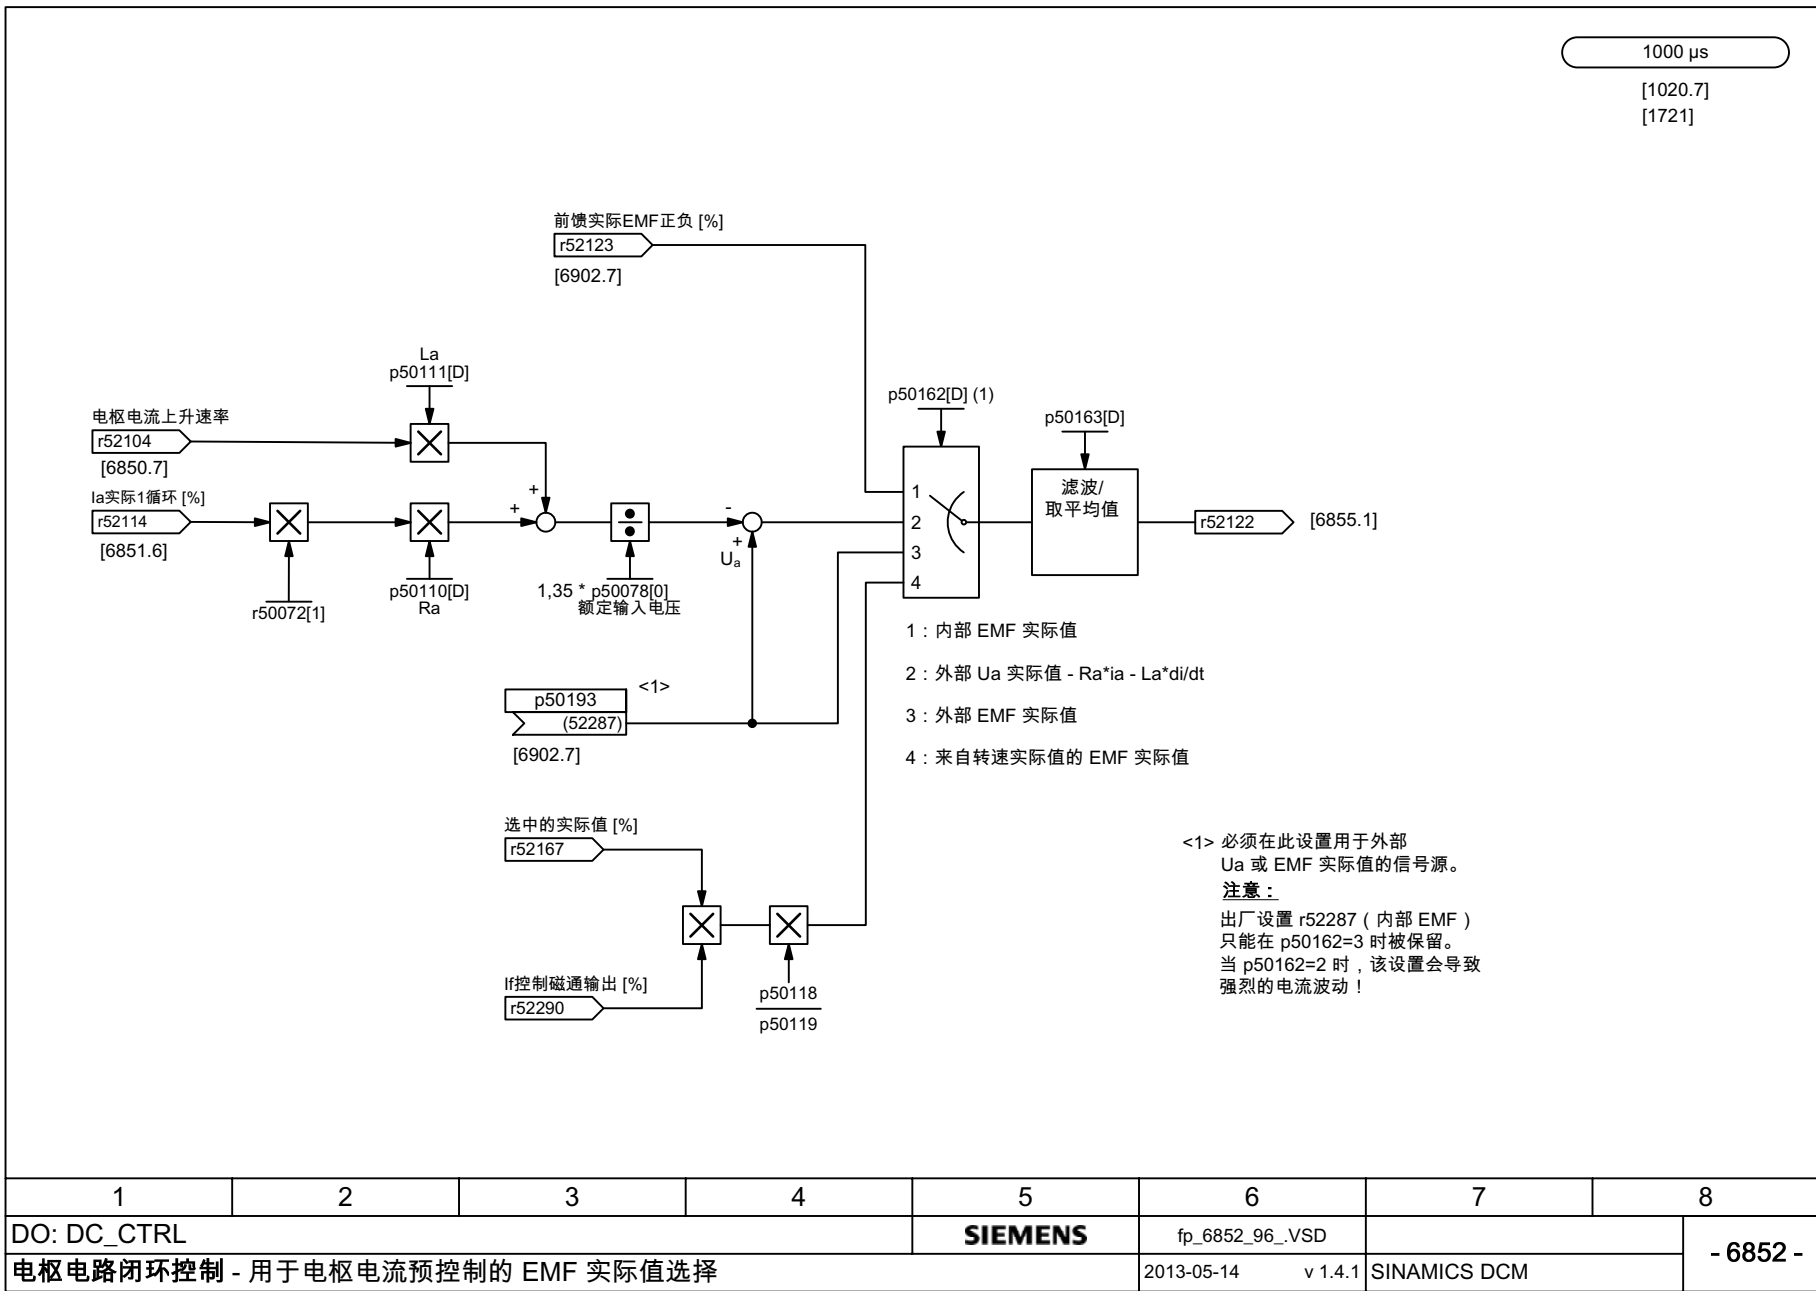 1000 µs
[1020.7]
[1721]
前馈实际EMF正负 [%]
r52123
[6902.7]
La
p50111[D]
电枢电流上升速率
r52104
[6850.7]
Ia实际1循环 [%]
r52114
[6851.6]
r50072[1]
p50110[D]
Ra
+
+
1,35 * p50078[0]
额定输入电压
-
+
Ua
p50162[D] (1)
1
2
3
4
p50163[D]
滤波/
取平均值
r52122
[6855.1]
1：内部 EMF 实际值
2：外部 Ua 实际值 - Ra*ia - La*di/dt
3：外部 EMF 实际值
4：来自转速实际值的 EMF 实际值
p50193
<1>
(52287)
[6902.7]
选中的实际值 [%]
r52167
If控制磁通输出 [%]
r52290
p50118
p50119
<1> 必须在此设置用于外部
Ua 或 EMF 实际值的信号源。
注意：
出厂设置 r52287（内部 EMF）
只能在 p50162=3 时被保留。
当 p50162=2 时，该设置会导致
强烈的电流波动！
1 2 3 4 5 6 7 8
DO: DC_CTRL SIEMENS fp_6852_96_.VSD
电枢电路闭环控制 - 用于电枢电流预控制的 EMF 实际值选择 2013-05-14 v 1.4.1 SINAMICS DCM
- 6852 -